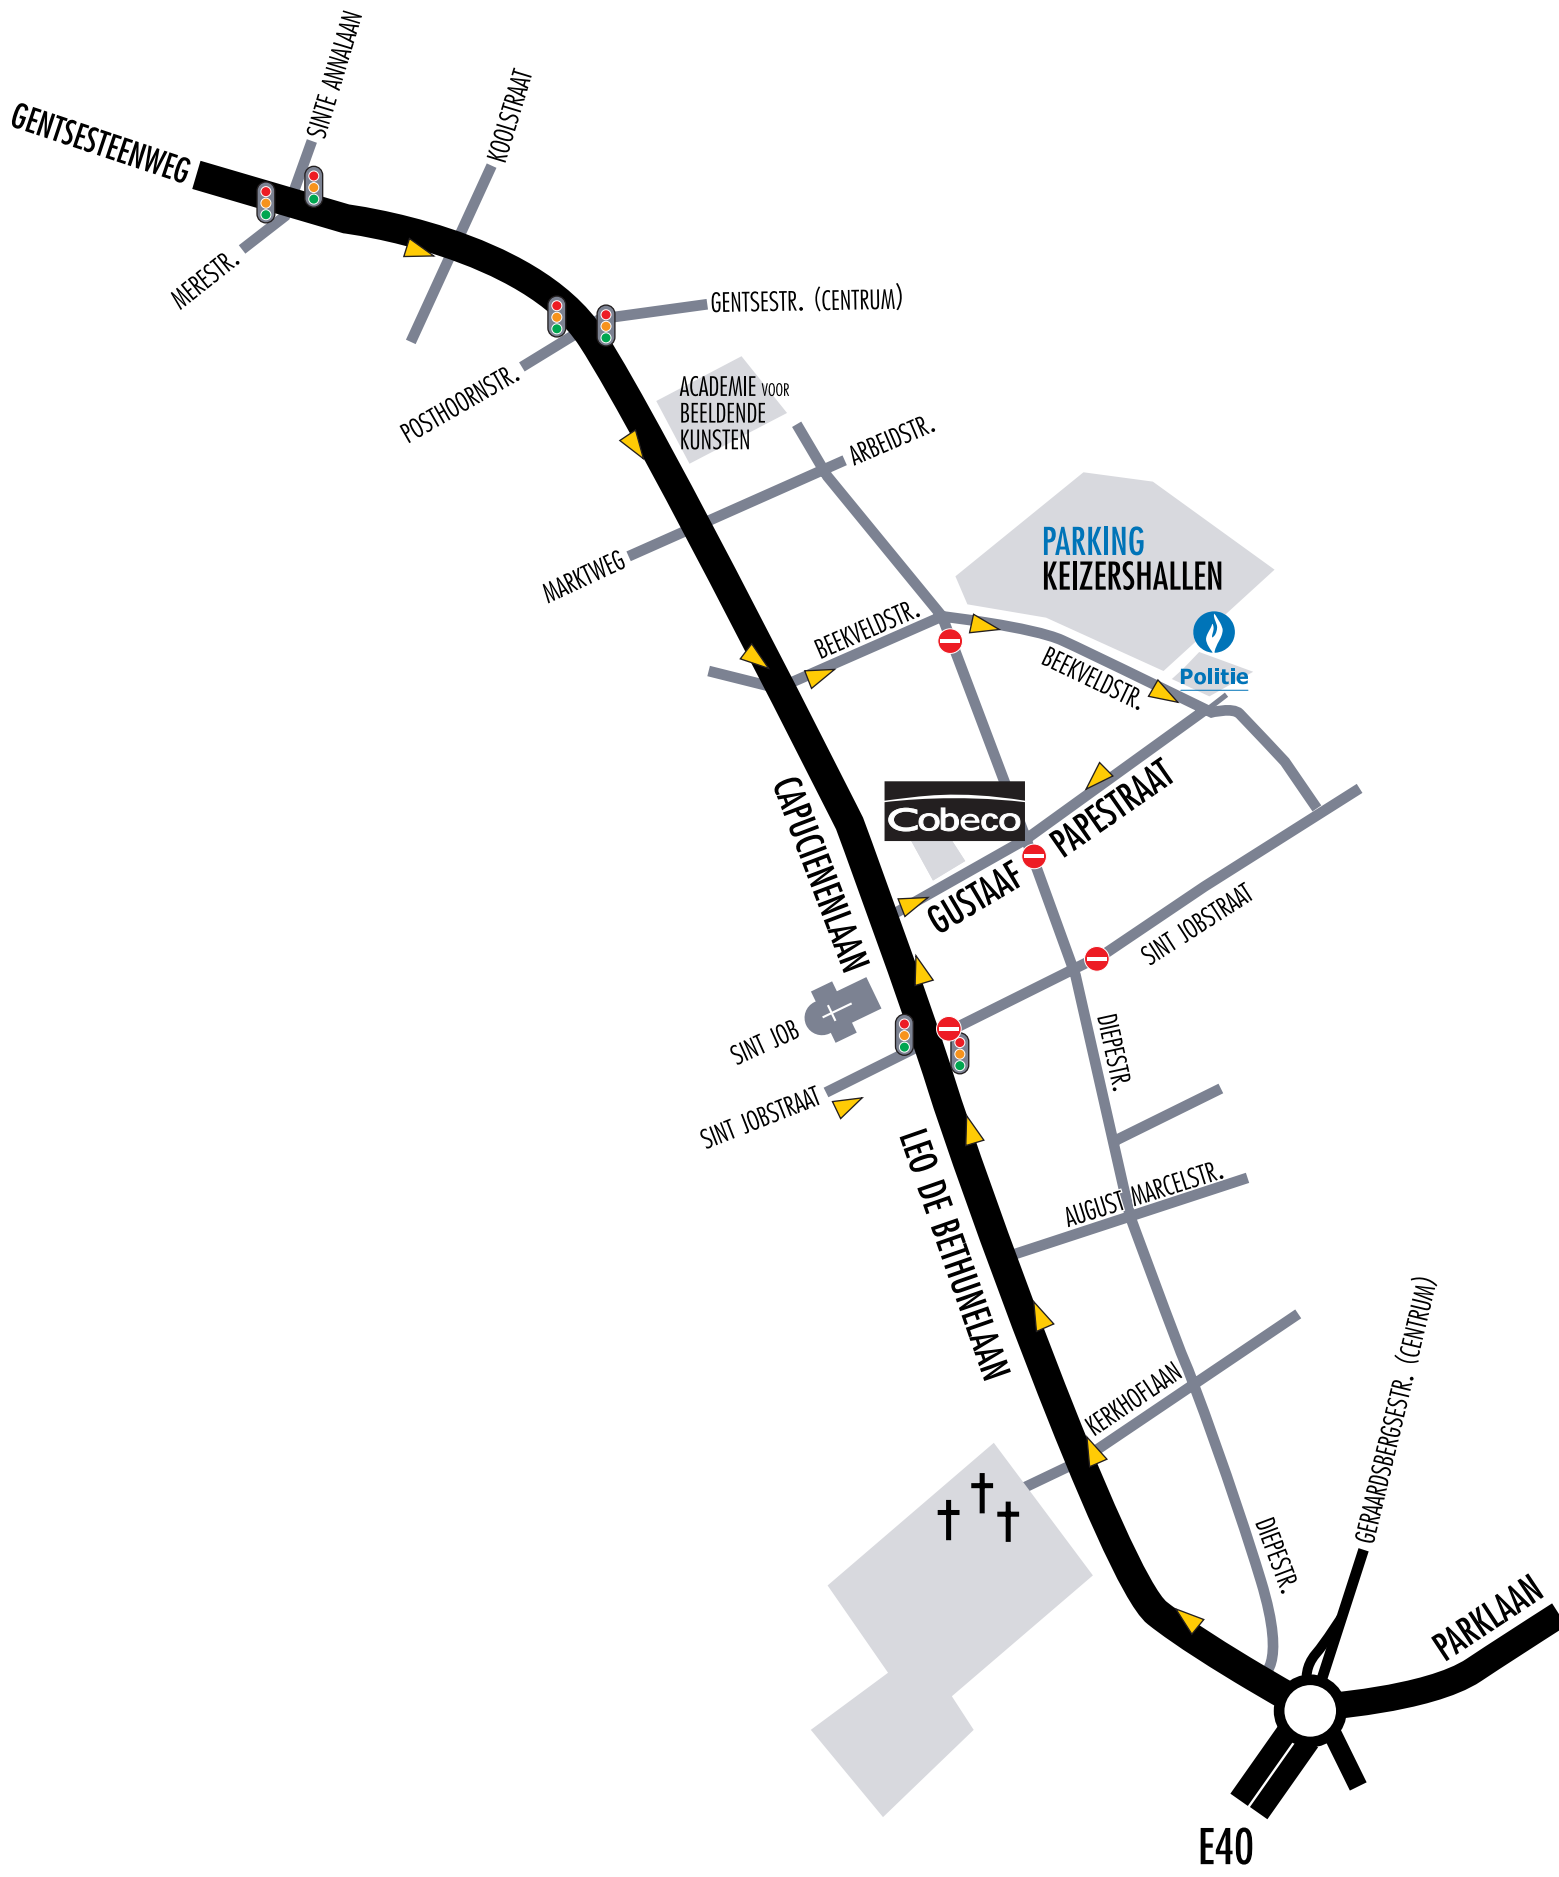 SINTE ANNALAAN
KOOLSTRAAT
GENTSESTEENWEG
MERESTR.
GENTSESTR. (CENTRUM)
POSTHOORNSTR.
ACADEMIE VOOR
BEELDENDE
KUNSTEN
ARBEIDSTR.
MARKTWEG
PARKING
KEIZERSHALLEN
BEEKVELDSTR.
BEEKVELDSTR.
Politie
CAPUCIENENLAAN
Cobeco
GUSTAAF PAPESTRAAT
SINT JOBSTRAAT
SINT JOB
SINT JOBSTRAAT
DIEPESTR.
LEO DE BETHUNELAAN
AUGUST MARCELSTR.
KERKHOFLAAN
GERAARDSBERGSESTR. (CENTRUM)
DIEPESTR.
PARKLAAN
E40